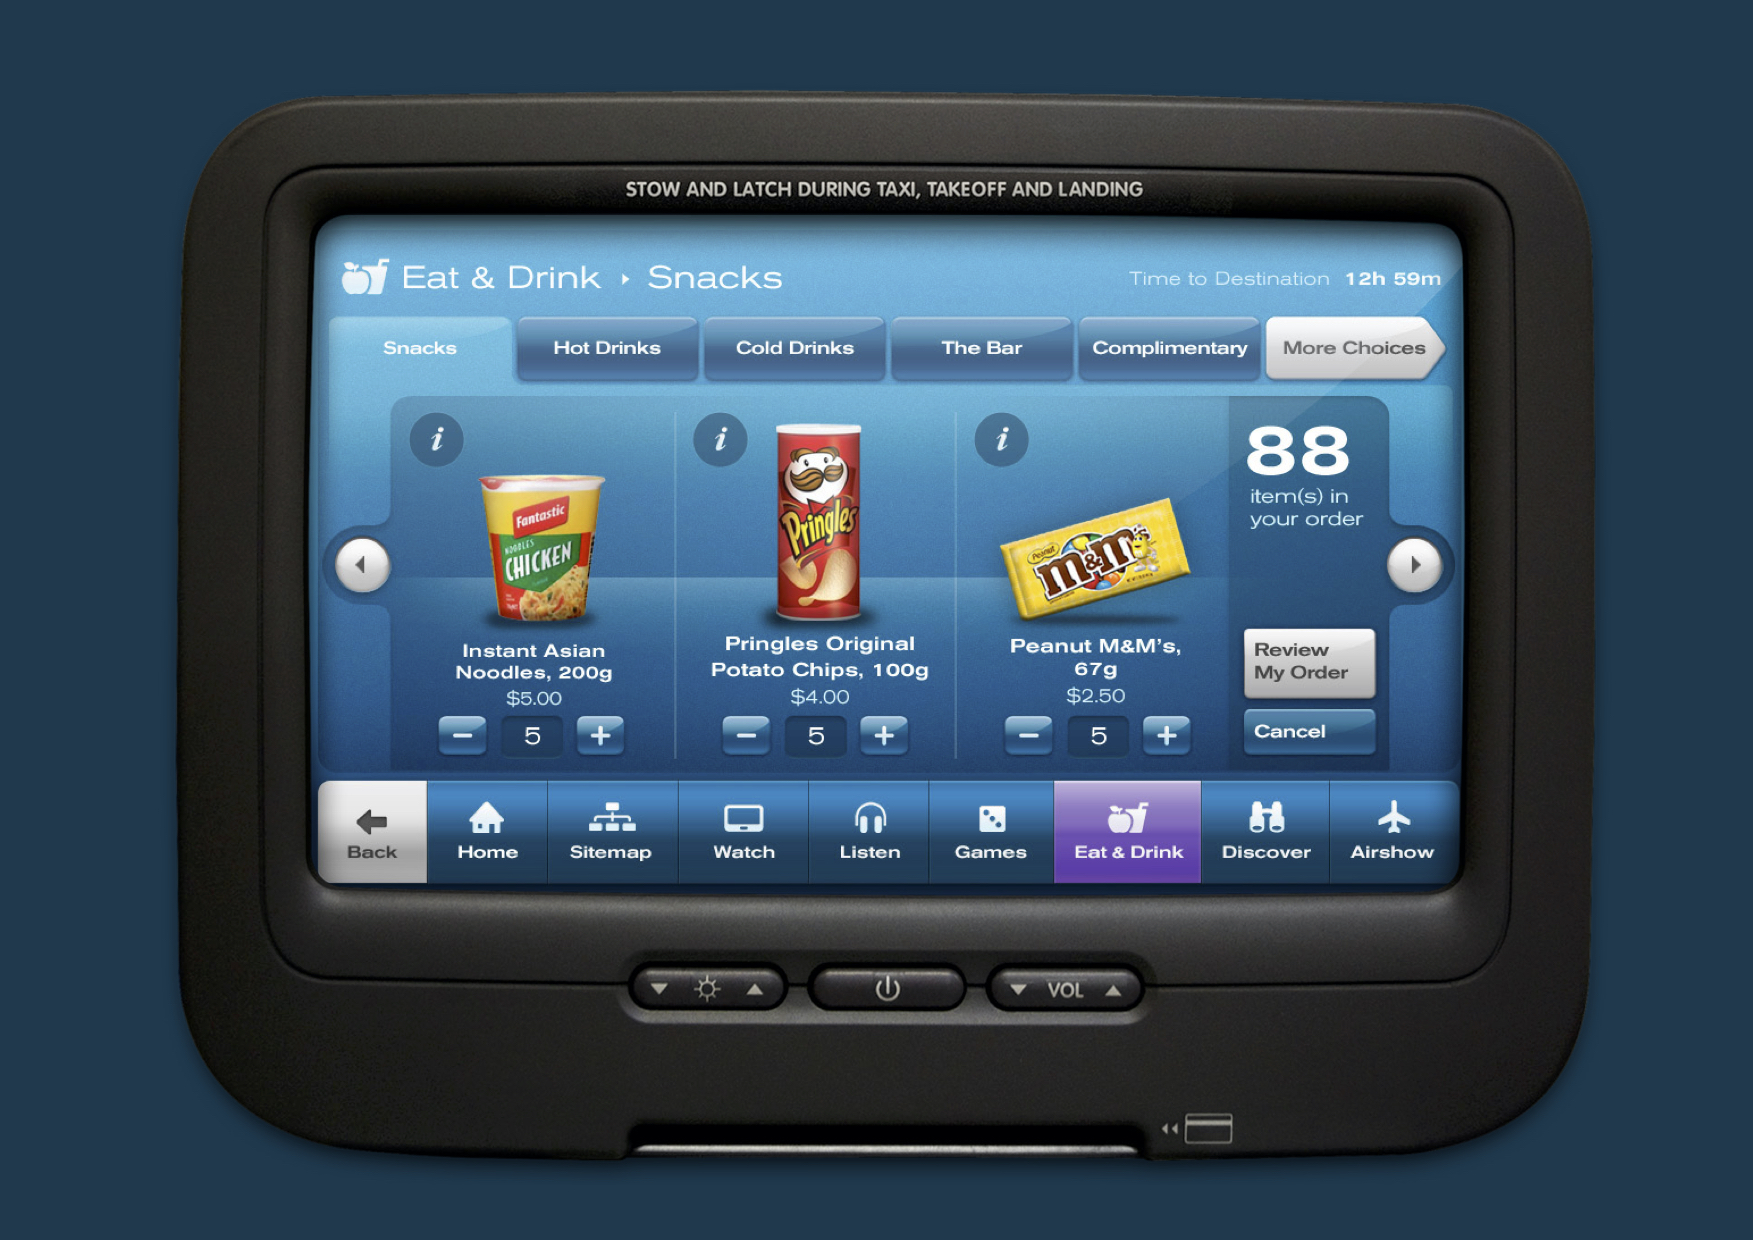 STOW AND LATCH DURING TAXI, TAKEOFF AND LANDING
Eat & Drink ‣ Snacks
Time to Destination 12h 59m
Snacks
Hot Drinks
Cold Drinks
The Bar
Complimentary
More Choices
i
Fantastic
NOODLES
CHICKEN
Instant Asian
Noodles, 200g
$5.00
− 5 +
i
Pringles
Pringles Original
Potato Chips, 100g
$4.00
− 5 +
i
Peanut
m&m's
Peanut M&M's,
67g
$2.50
− 5 +
88
item(s) in
your order
Review
My Order
Cancel
Back
Home
Sitemap
Watch
Listen
Games
Eat & Drink
Discover
Airshow
VOL